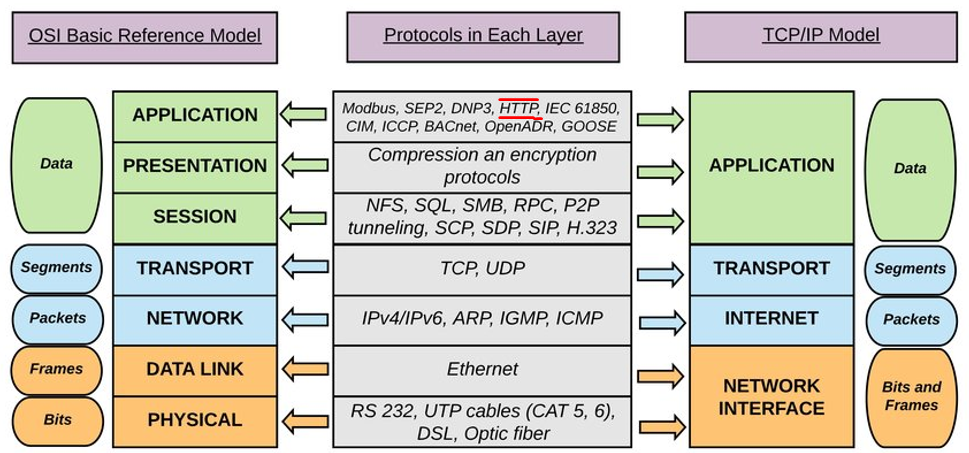 OSI Basic Reference Model
Protocols in Each Layer
TCP/IP Model
Data
APPLICATION
Modbus, SEP2, DNP3, HTTP, IEC 61850,
CIM, ICCP, BACnet, OpenADR, GOOSE
APPLICATION
Data
PRESENTATION
Compression an encryption
protocols
SESSION
NFS, SQL, SMB, RPC, P2P
tunneling, SCP, SDP, SIP, H.323
Segments
TRANSPORT
TCP, UDP
TRANSPORT
Segments
Packets
NETWORK
IPv4/IPv6, ARP, IGMP, ICMP
INTERNET
Packets
Frames
DATA LINK
Ethernet
NETWORK
INTERFACE
Bits and
Frames
Bits
PHYSICAL
RS 232, UTP cables (CAT 5, 6),
DSL, Optic fiber